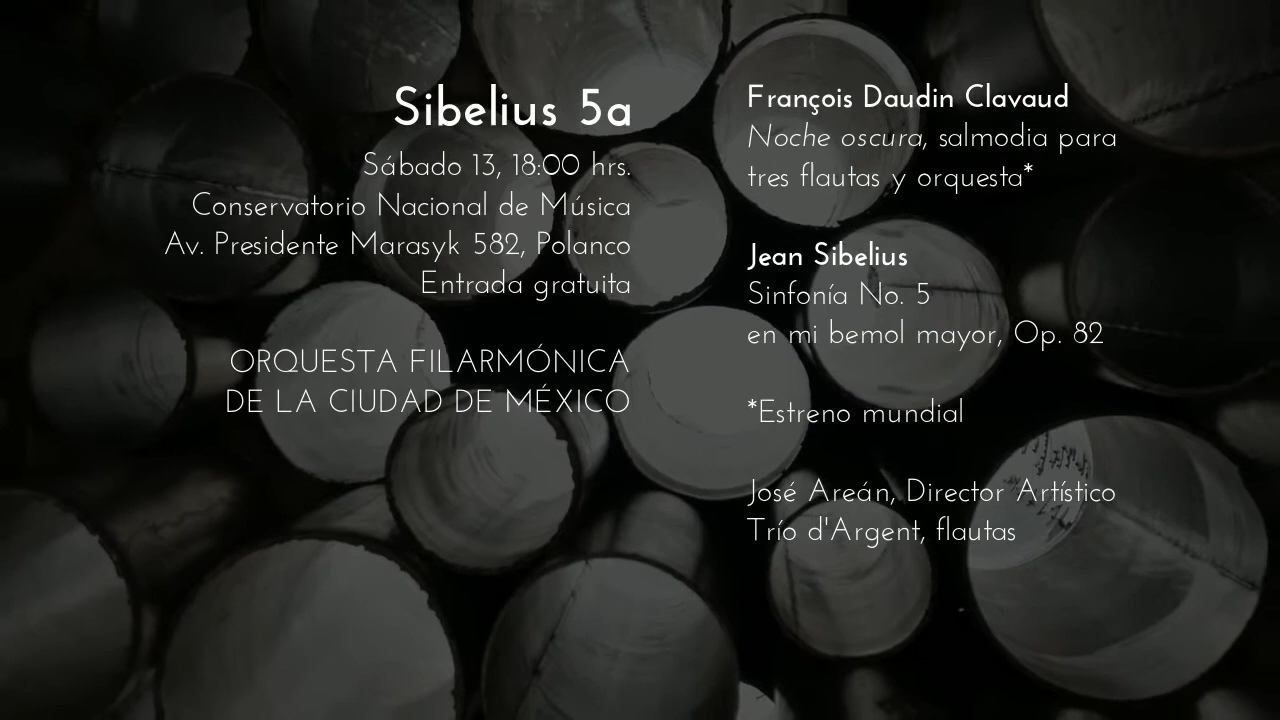 Sibelius 5a
Sábado 13, 18:00 hrs.
Conservatorio Nacional de Música
Av. Presidente Marasyk 582, Polanco
Entrada gratuita
ORQUESTA FILARMÓNICA
DE LA CIUDAD DE MÉXICO
François Daudin Clavaud
Noche oscura, salmodia para
tres flautas y orquesta*
Jean Sibelius
Sinfonía No. 5
en mi bemol mayor, Op. 82
*Estreno mundial
José Areán, Director Artístico
Trío d'Argent, flautas